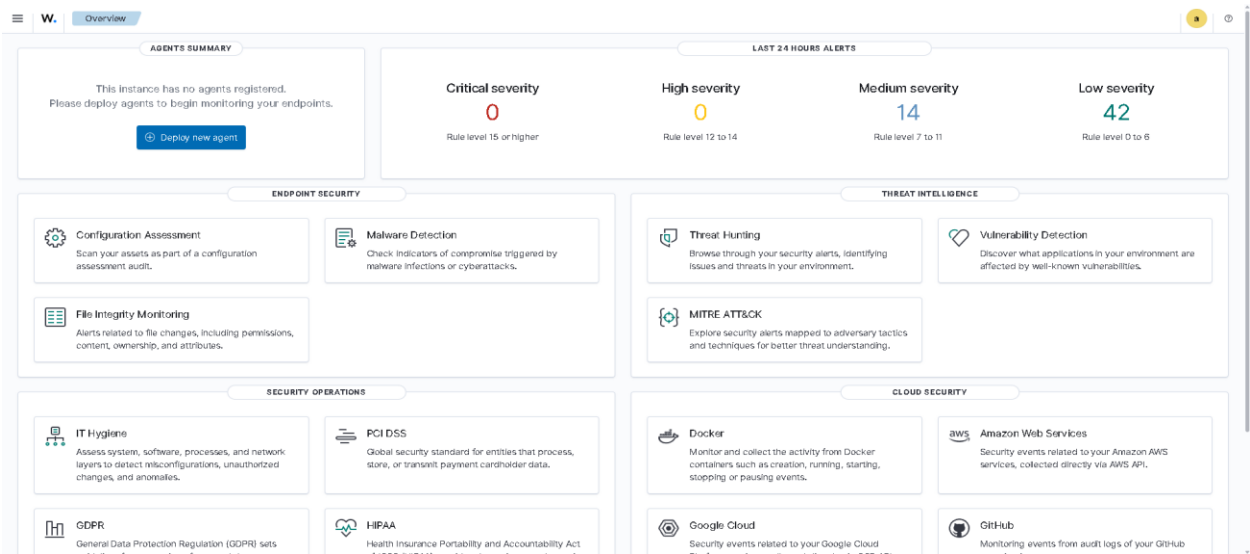 W. Overview a
AGENTS SUMMARY
This instance has no agents registered.
Please deploy agents to begin monitoring your endpoints.
Deploy new agent
LAST 24 HOURS ALERTS
Critical severity
0
Rule level 15 or higher
High severity
0
Rule level 12 to 14
Medium severity
14
Rule level 7 to 11
Low severity
42
Rule level 0 to 6
ENDPOINT SECURITY
Configuration Assessment
Scan your assets as part of a configuration
assessment audit.
Malware Detection
Check indicators of compromise triggered by
malware infections or cyberattacks.
File Integrity Monitoring
Alerts related to file changes, including permissions,
content, ownership, and attributes.
THREAT INTELLIGENCE
Threat Hunting
Browse through your security alerts, identifying
issues and threats in your environment.
Vulnerability Detection
Discover what applications in your environment are
affected by well-known vulnerabilities.
MITRE ATT&CK
Explore security alerts mapped to adversary tactics
and techniques for better threat understanding.
SECURITY OPERATIONS
IT Hygiene
Assess system, software, processes, and network
layers to detect misconfigurations, unauthorized
changes, and anomalies.
PCI DSS
Global security standard for entities that process,
store, or transmit payment cardholder data.
GDPR
General Data Protection Regulation (GDPR) sets
HIPAA
Health Insurance Portability and Accountability Act
CLOUD SECURITY
Docker
Monitor and collect the activity from Docker
containers such as creation, running, starting,
stopping or pausing events.
aws
Amazon Web Services
Security events related to your Amazon AWS
services, collected directly via AWS API.
Google Cloud
Security events related to your Google Cloud
GitHub
Monitoring events from audit logs of your GitHub